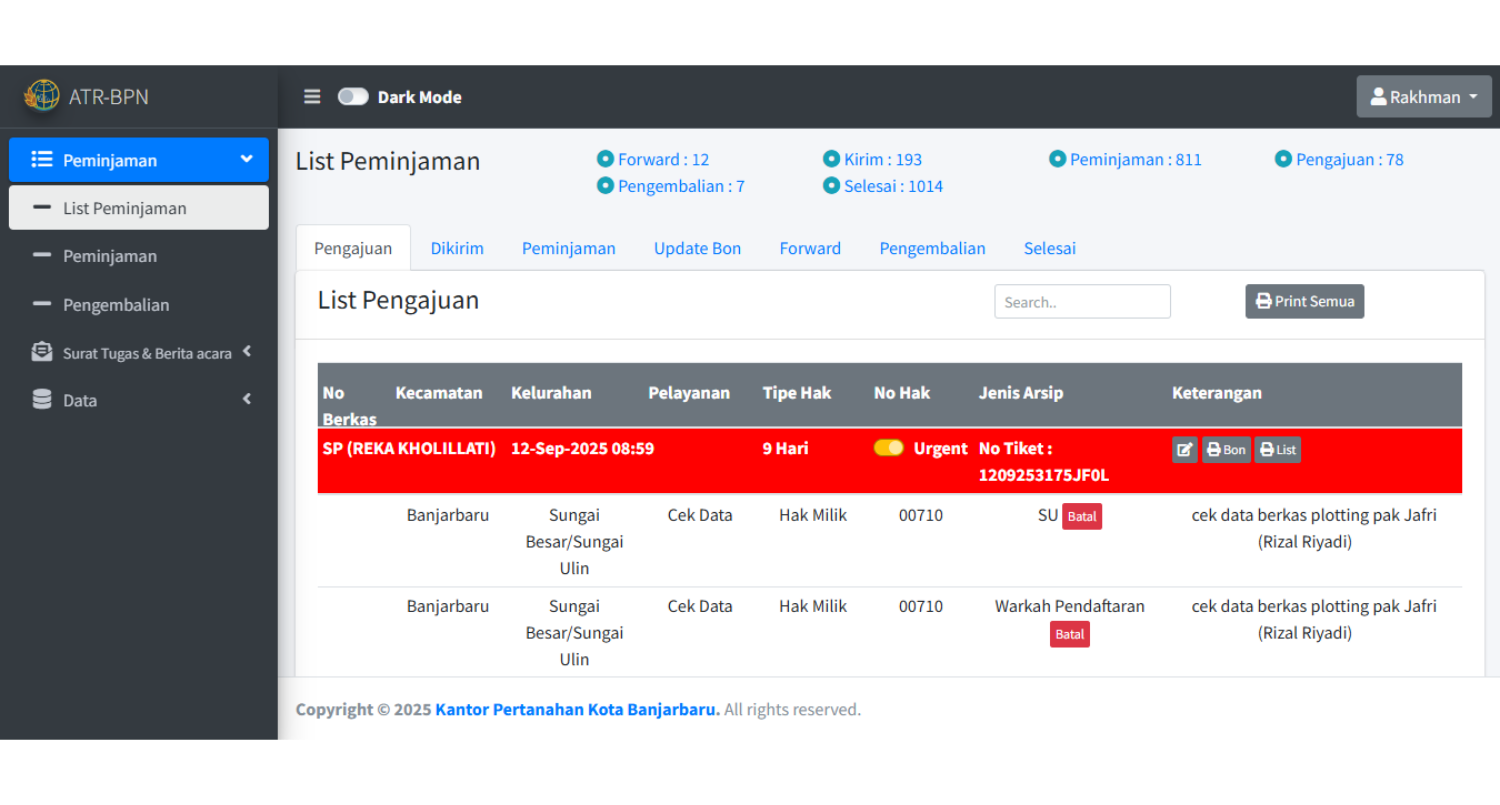 ATR-BPN
Dark Mode
Rakhman
Peminjaman
List Peminjaman
Peminjaman
Pengembalian
Surat Tugas & Berita acara
Data
List Peminjaman
Forward : 12
Kirim : 193
Peminjaman : 811
Pengajuan : 78
Pengembalian : 7
Selesai : 1014
Pengajuan Dikirim Peminjaman Update Bon Forward Pengembalian Selesai
List Pengajuan
Search..
Print Semua
No Kecamatan Kelurahan Pelayanan Tipe Hak No Hak Jenis Arsip Keterangan
Berkas
SP (REKA KHOLILLATI) 12-Sep-2025 08:59 9 Hari Urgent No Tiket : Bon List
1209253175JF0L
Banjarbaru Sungai Cek Data Hak Milik 00710 SU Batal cek data berkas plotting pak Jafri
Besar/Sungai (Rizal Riyadi)
Ulin
Banjarbaru Sungai Cek Data Hak Milik 00710 Warkah Pendaftaran cek data berkas plotting pak Jafri
Besar/Sungai Batal (Rizal Riyadi)
Ulin
Copyright © 2025 Kantor Pertanahan Kota Banjarbaru. All rights reserved.